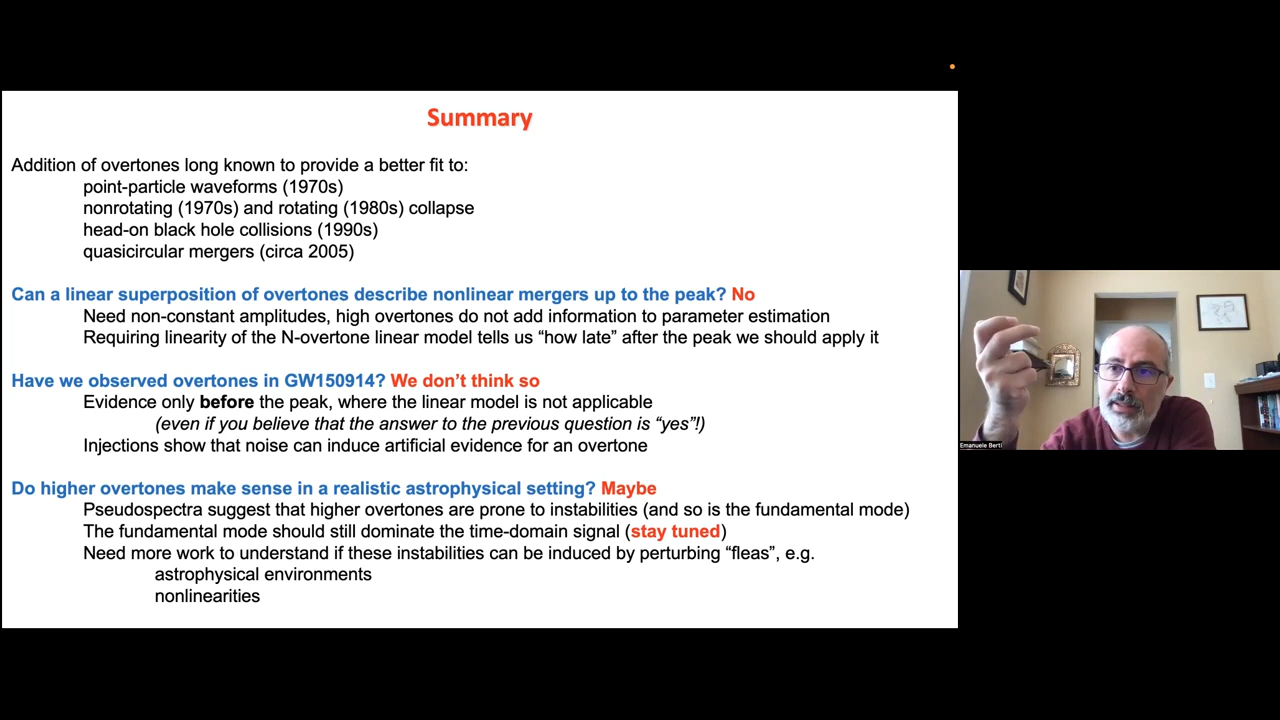 Summary
Addition of overtones long known to provide a better fit to:
point-particle waveforms (1970s)
nonrotating (1970s) and rotating (1980s) collapse
head-on black hole collisions (1990s)
quasicircular mergers (circa 2005)
Can a linear superposition of overtones describe nonlinear mergers up to the peak? No
Need non-constant amplitudes, high overtones do not add information to parameter estimation
Requiring linearity of the N-overtone linear model tells us “how late” after the peak we should apply it
Have we observed overtones in GW150914? We don’t think so
Evidence only before the peak, where the linear model is not applicable
(even if you believe that the answer to the previous question is “yes”!)
Injections show that noise can induce artificial evidence for an overtone
Do higher overtones make sense in a realistic astrophysical setting? Maybe
Pseudospectra suggest that higher overtones are prone to instabilities (and so is the fundamental mode)
The fundamental mode should still dominate the time-domain signal (stay tuned)
Need more work to understand if these instabilities can be induced by perturbing “fleas”, e.g.
astrophysical environments
nonlinearities
Emanuele Berti